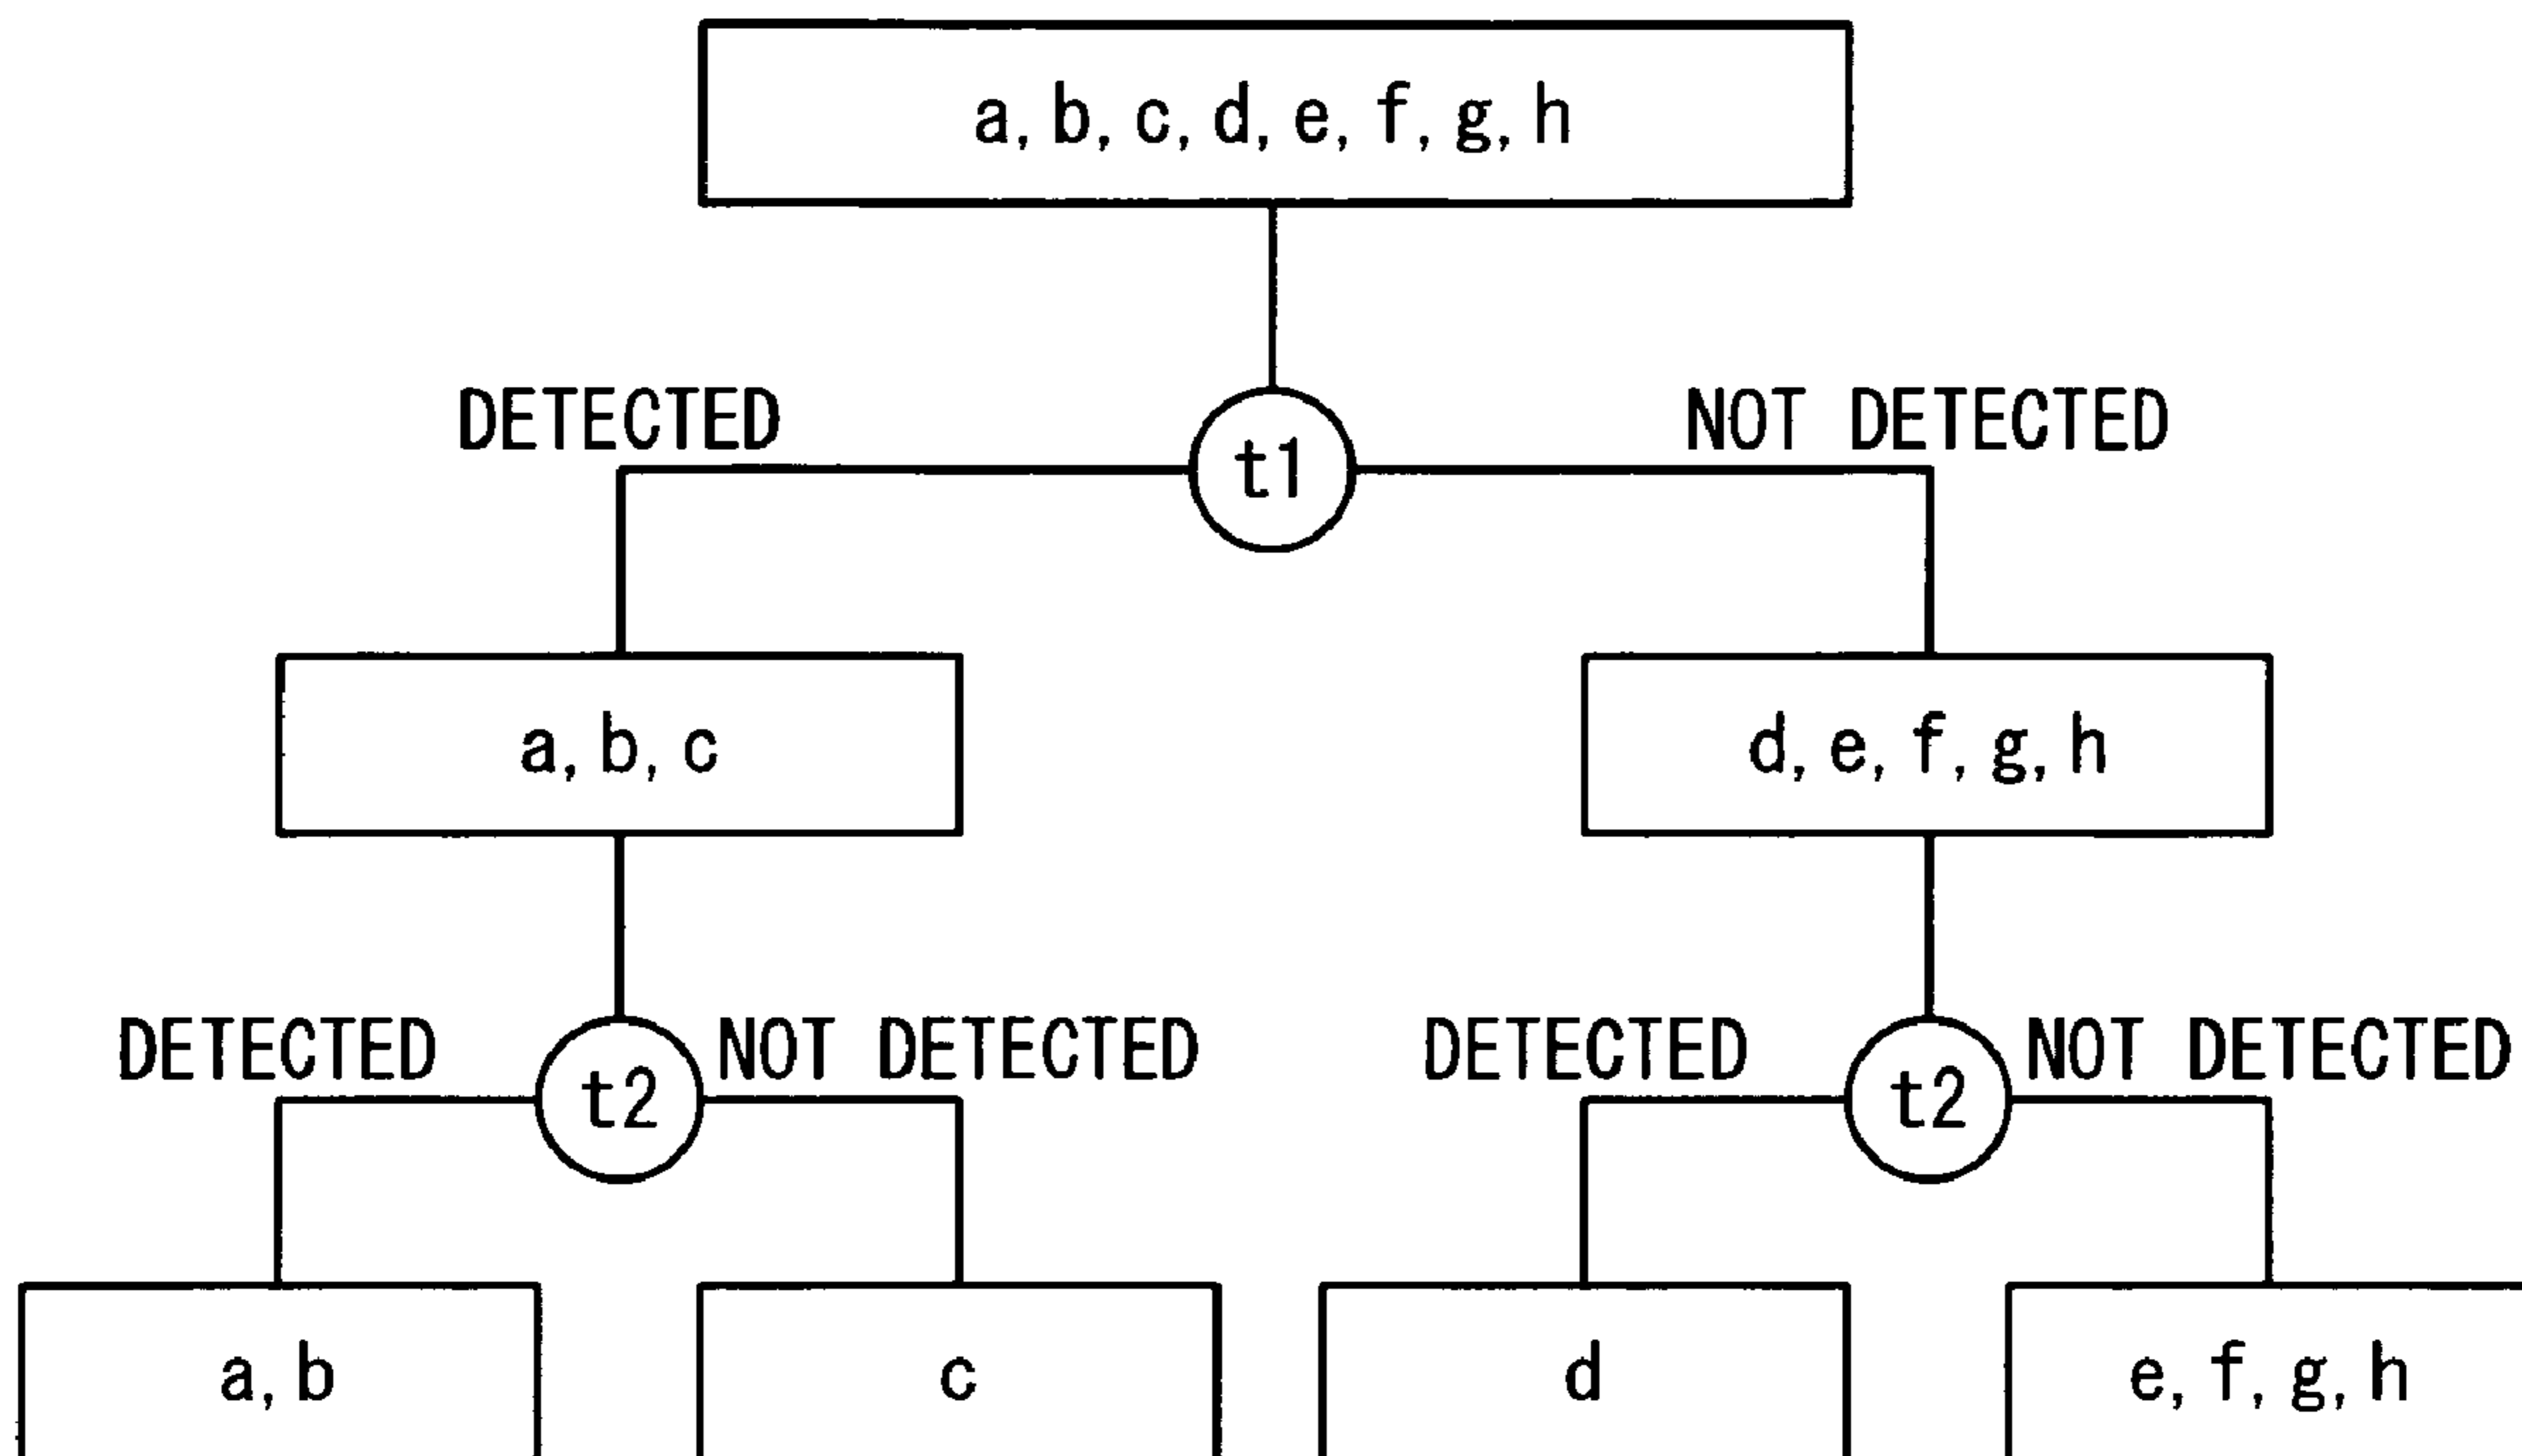 a, b, c, d, e, f, g, h
DETECTED
t1
NOT DETECTED
a, b, c
d, e, f, g, h
DETECTED
t2
NOT DETECTED
DETECTED
t2
NOT DETECTED
a, b
c
d
e, f, g, h